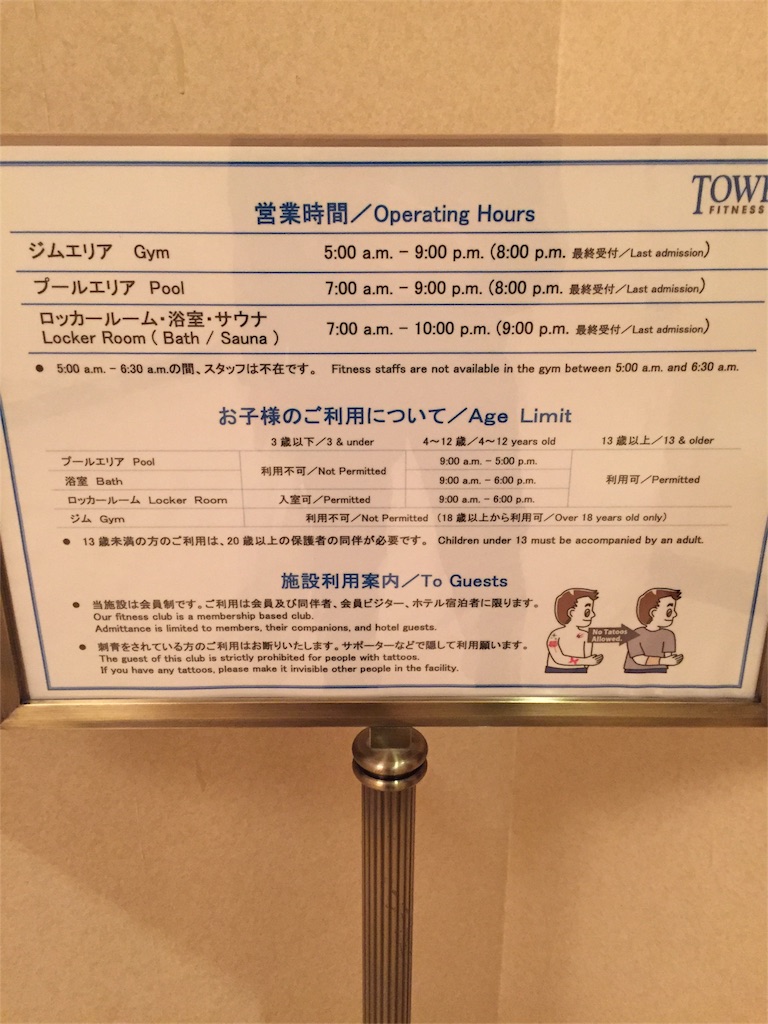 TOWE
FITNESS
営業時間／Operating Hours
ジムエリア Gym 5:00 a.m. − 9:00 p.m. (8:00 p.m. 最終受付／Last admission)
プールエリア Pool 7:00 a.m. − 9:00 p.m. (8:00 p.m. 最終受付／Last admission)
ロッカールーム・浴室・サウナ
Locker Room ( Bath / Sauna ) 7:00 a.m. − 10:00 p.m. (9:00 p.m. 最終受付／Last admission)
● 5:00 a.m. − 6:30 a.m.の間、スタッフは不在です。 Fitness staffs are not available in the gym between 5:00 a.m. and 6:30 a.m.
お子様のご利用について／Age Limit
3 歳以下／3 & under 4～12 歳／4～12 years old 13 歳以上／13 & older
プールエリア Pool 利用不可／Not Permitted 9:00 a.m. − 5:00 p.m. 利用可／Permitted
浴室 Bath 9:00 a.m. − 6:00 p.m.
ロッカールーム Locker Room 入室可／Permitted 9:00 a.m. − 6:00 p.m.
ジム Gym 利用不可／Not Permitted （18 歳以上から利用可／Over 18 years old only）
● 13 歳未満の方のご利用は、20 歳以上の保護者の同伴が必要です。 Children under 13 must be accompanied by an adult.
施設利用案内／To Guests
● 当施設は会員制です。ご利用は会員及び同伴者、会員ビジター、ホテル宿泊者に限ります。
Our fitness club is a membership based club.
Admittance is limited to members, their companions, and hotel guests.
● 刺青をされている方のご利用はお断りいたします。サポーターなどで隠して利用願います。
The guest of this club is strictly prohibited for people with tattoos.
If you have any tattoos, please make it invisible other people in the facility.
No Tatoos
Allowed.